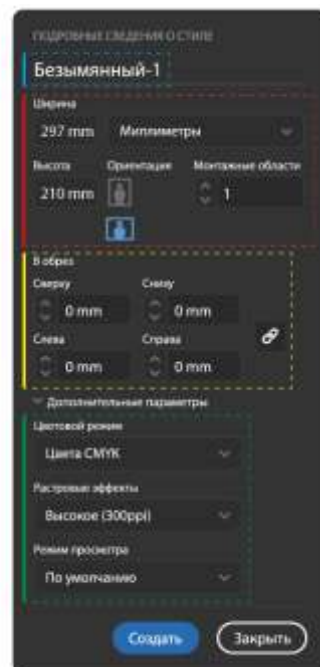 ПОДРОБНЫЕ СВЕДЕНИЯ О СТИЛЕ
Безымянный-1
Ширина
297 mm Миллиметры
Высота Ориентация Монтажные области
210 mm 1
В обрез
Сверху Снизу
0 mm 0 mm
Слева Справа
0 mm 0 mm
Дополнительные параметры
Цветовой режим
Цвета CMYK
Растровые эффекты
Высокое (300ppi)
Режим просмотра
По умолчанию
Создать Закрыть